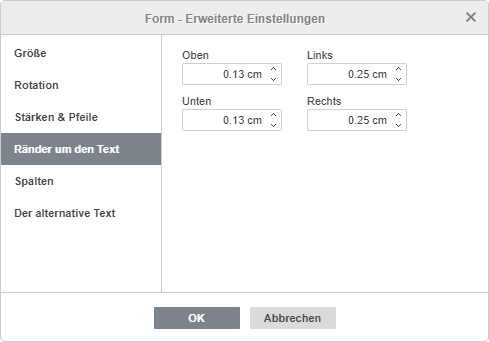 Form - Erweiterte Einstellungen
Größe
Rotation
Stärken & Pfeile
Ränder um den Text
Spalten
Der alternative Text
Oben Links
0.13 cm 0.25 cm
Unten Rechts
0.13 cm 0.25 cm
OK Abbrechen